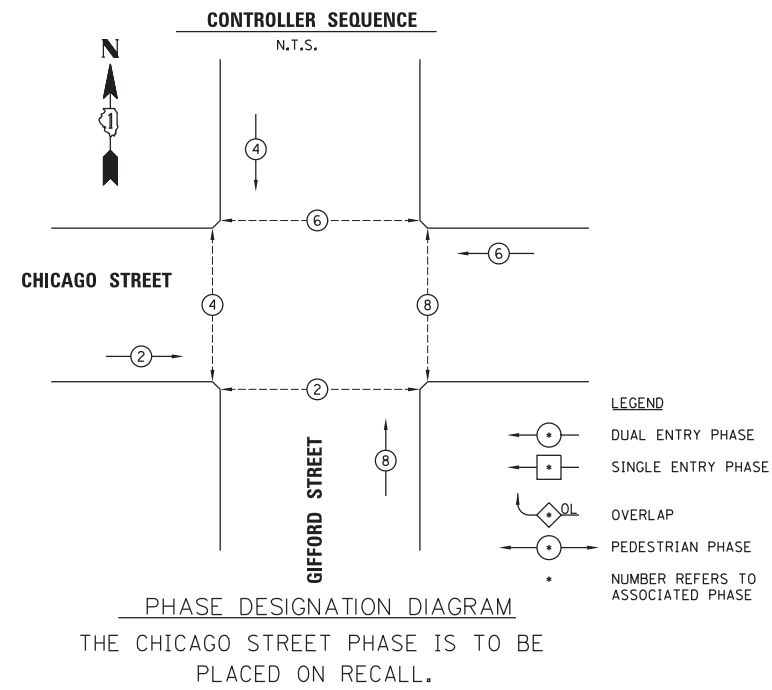 CONTROLLER SEQUENCE
N.T.S.
N
1
4
6
6
CHICAGO STREET
4
8
2
2
8
GIFFORD STREET
LEGEND
* DUAL ENTRY PHASE
* SINGLE ENTRY PHASE
* OL OVERLAP
* PEDESTRIAN PHASE
* NUMBER REFERS TO
ASSOCIATED PHASE
PHASE DESIGNATION DIAGRAM
THE CHICAGO STREET PHASE IS TO BE
PLACED ON RECALL.